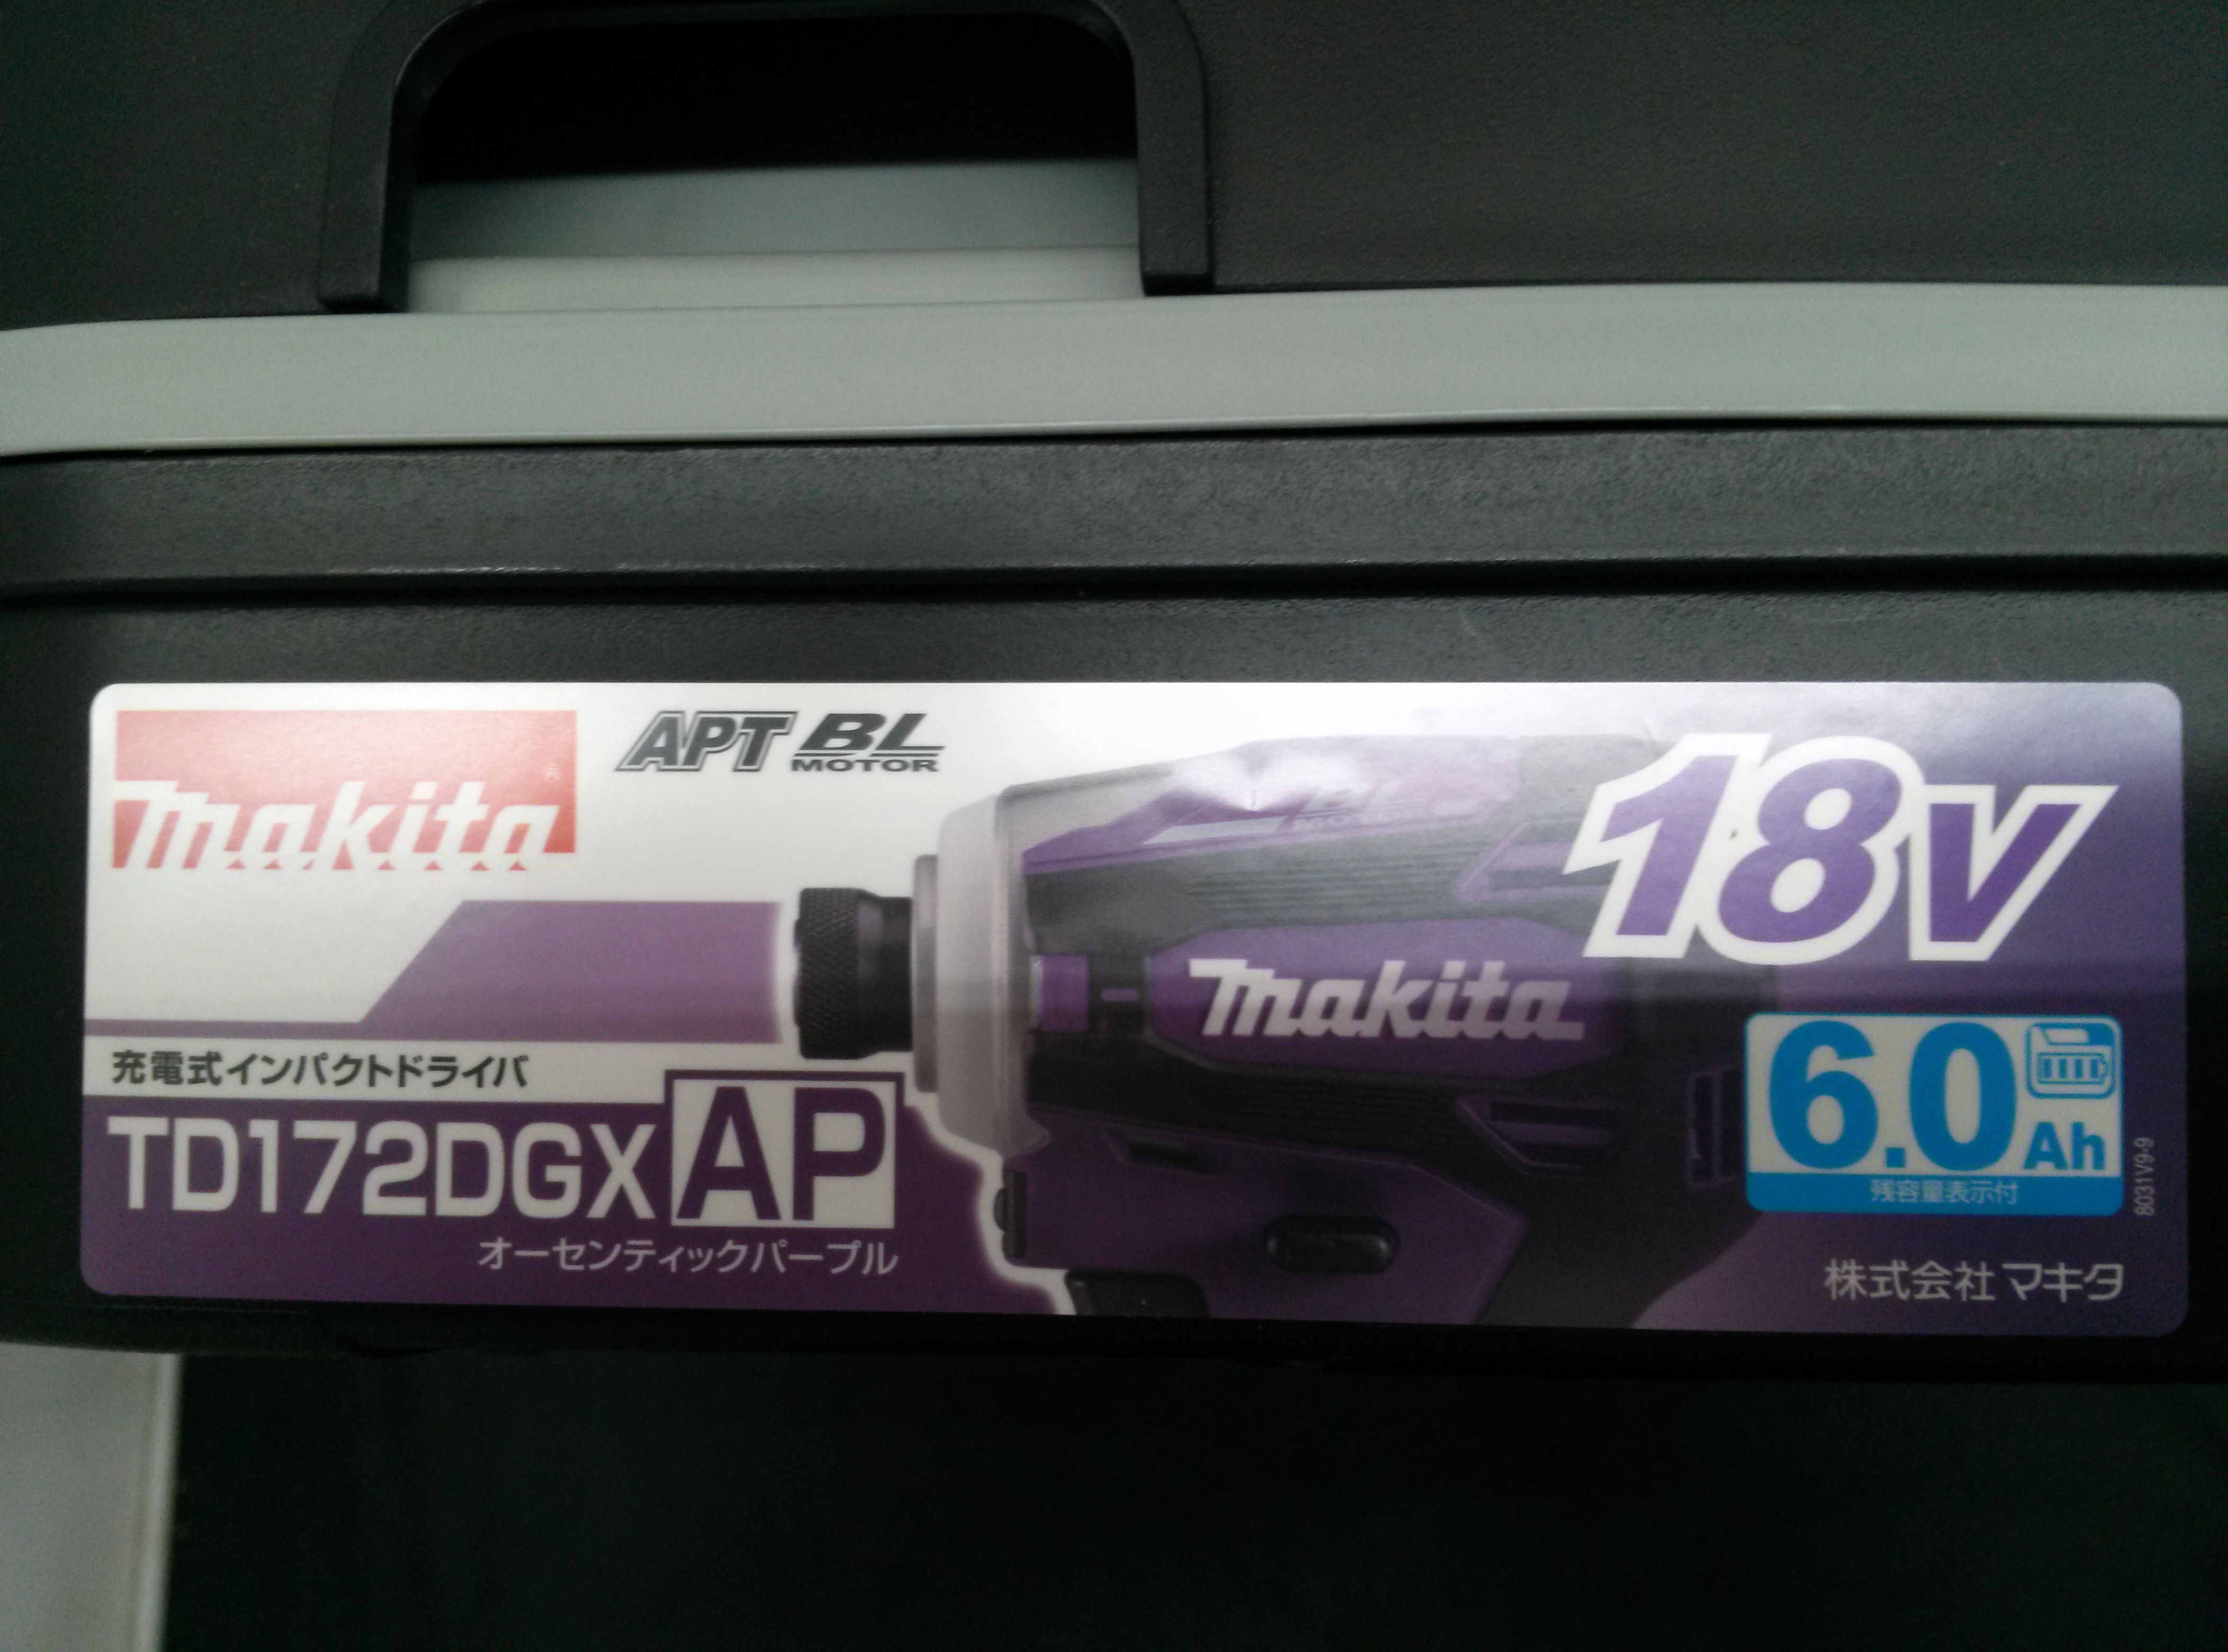 makita
APT BL
MOTOR
18V
BL
MOTOR
makita
6.0Ah
残容量表示付
充電式インパクトドライバ
TD172DGX AP
オーセンティックパープル
8031V9-9
株式会社マキタ